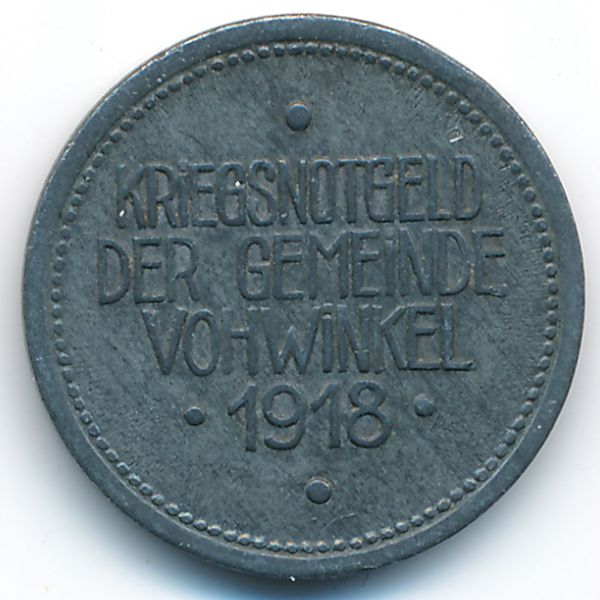 KRiEGSNOTGELD
DER GEMEiNDE
VOHWiNKEL
· 1918 ·